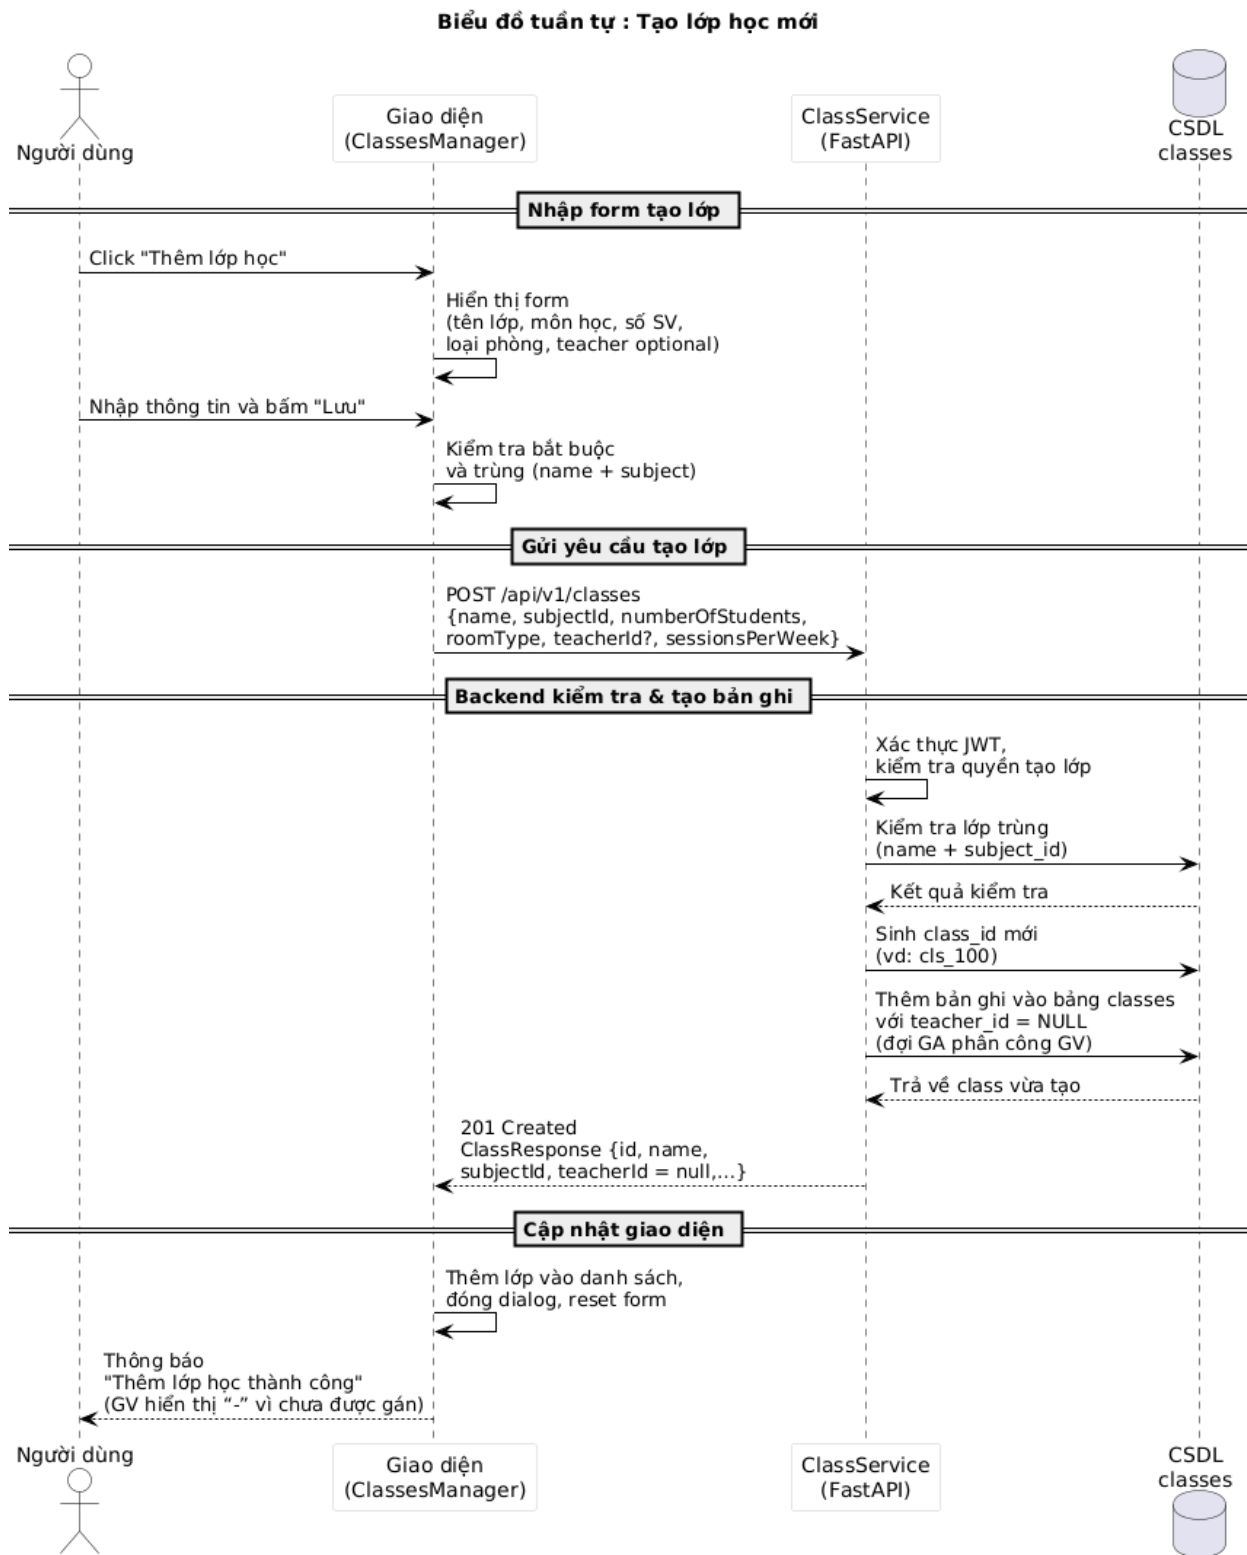 Biểu đồ tuần tự : Tạo lớp học mới
Người dùng
Giao diện
(ClassesManager)
ClassService
(FastAPI)
CSDL
classes
Nhập form tạo lớp
Click "Thêm lớp học"
Hiển thị form
(tên lớp, môn học, số SV,
loại phòng, teacher optional)
Nhập thông tin và bấm "Lưu"
Kiểm tra bắt buộc
và trùng (name + subject)
Gửi yêu cầu tạo lớp
POST /api/v1/classes
{name, subjectId, numberOfStudents,
roomType, teacherId?, sessionsPerWeek}
Backend kiểm tra & tạo bản ghi
Xác thực JWT,
kiểm tra quyền tạo lớp
Kiểm tra lớp trùng
(name + subject_id)
Kết quả kiểm tra
Sinh class_id mới
(vd: cls_100)
Thêm bản ghi vào bảng classes
với teacher_id = NULL
(đợi GA phân công GV)
Trả về class vừa tạo
201 Created
ClassResponse {id, name,
subjectId, teacherId = null,...}
Cập nhật giao diện
Thêm lớp vào danh sách,
đóng dialog, reset form
Thông báo
"Thêm lớp học thành công"
(GV hiển thị “-” vì chưa được gán)
Người dùng
Giao diện
(ClassesManager)
ClassService
(FastAPI)
CSDL
classes